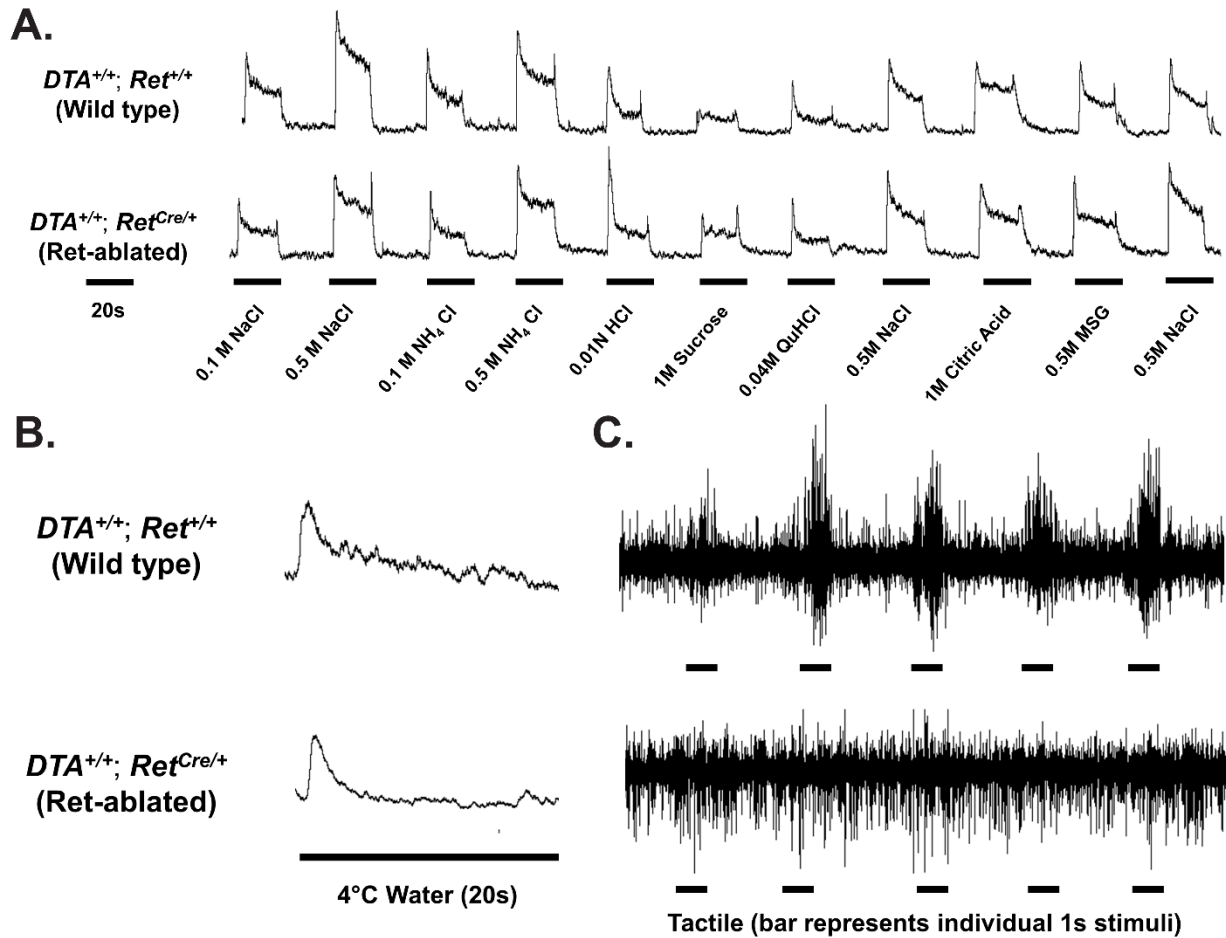 A.
DTA+/+; Ret+/+
(Wild type)
DTA+/+; RetCre/+
(Ret-ablated)
20s
0.1 M NaCl
0.5 M NaCl
0.1 M NH4 Cl
0.5 M NH4 Cl
0.01N HCl
1M Sucrose
0.04M QuHCl
0.5M NaCl
1M Citric Acid
0.5M MSG
0.5M NaCl
B.
DTA+/+; Ret+/+
(Wild type)
DTA+/+; RetCre/+
(Ret-ablated)
4°C Water (20s)
C.
Tactile (bar represents individual 1s stimuli)